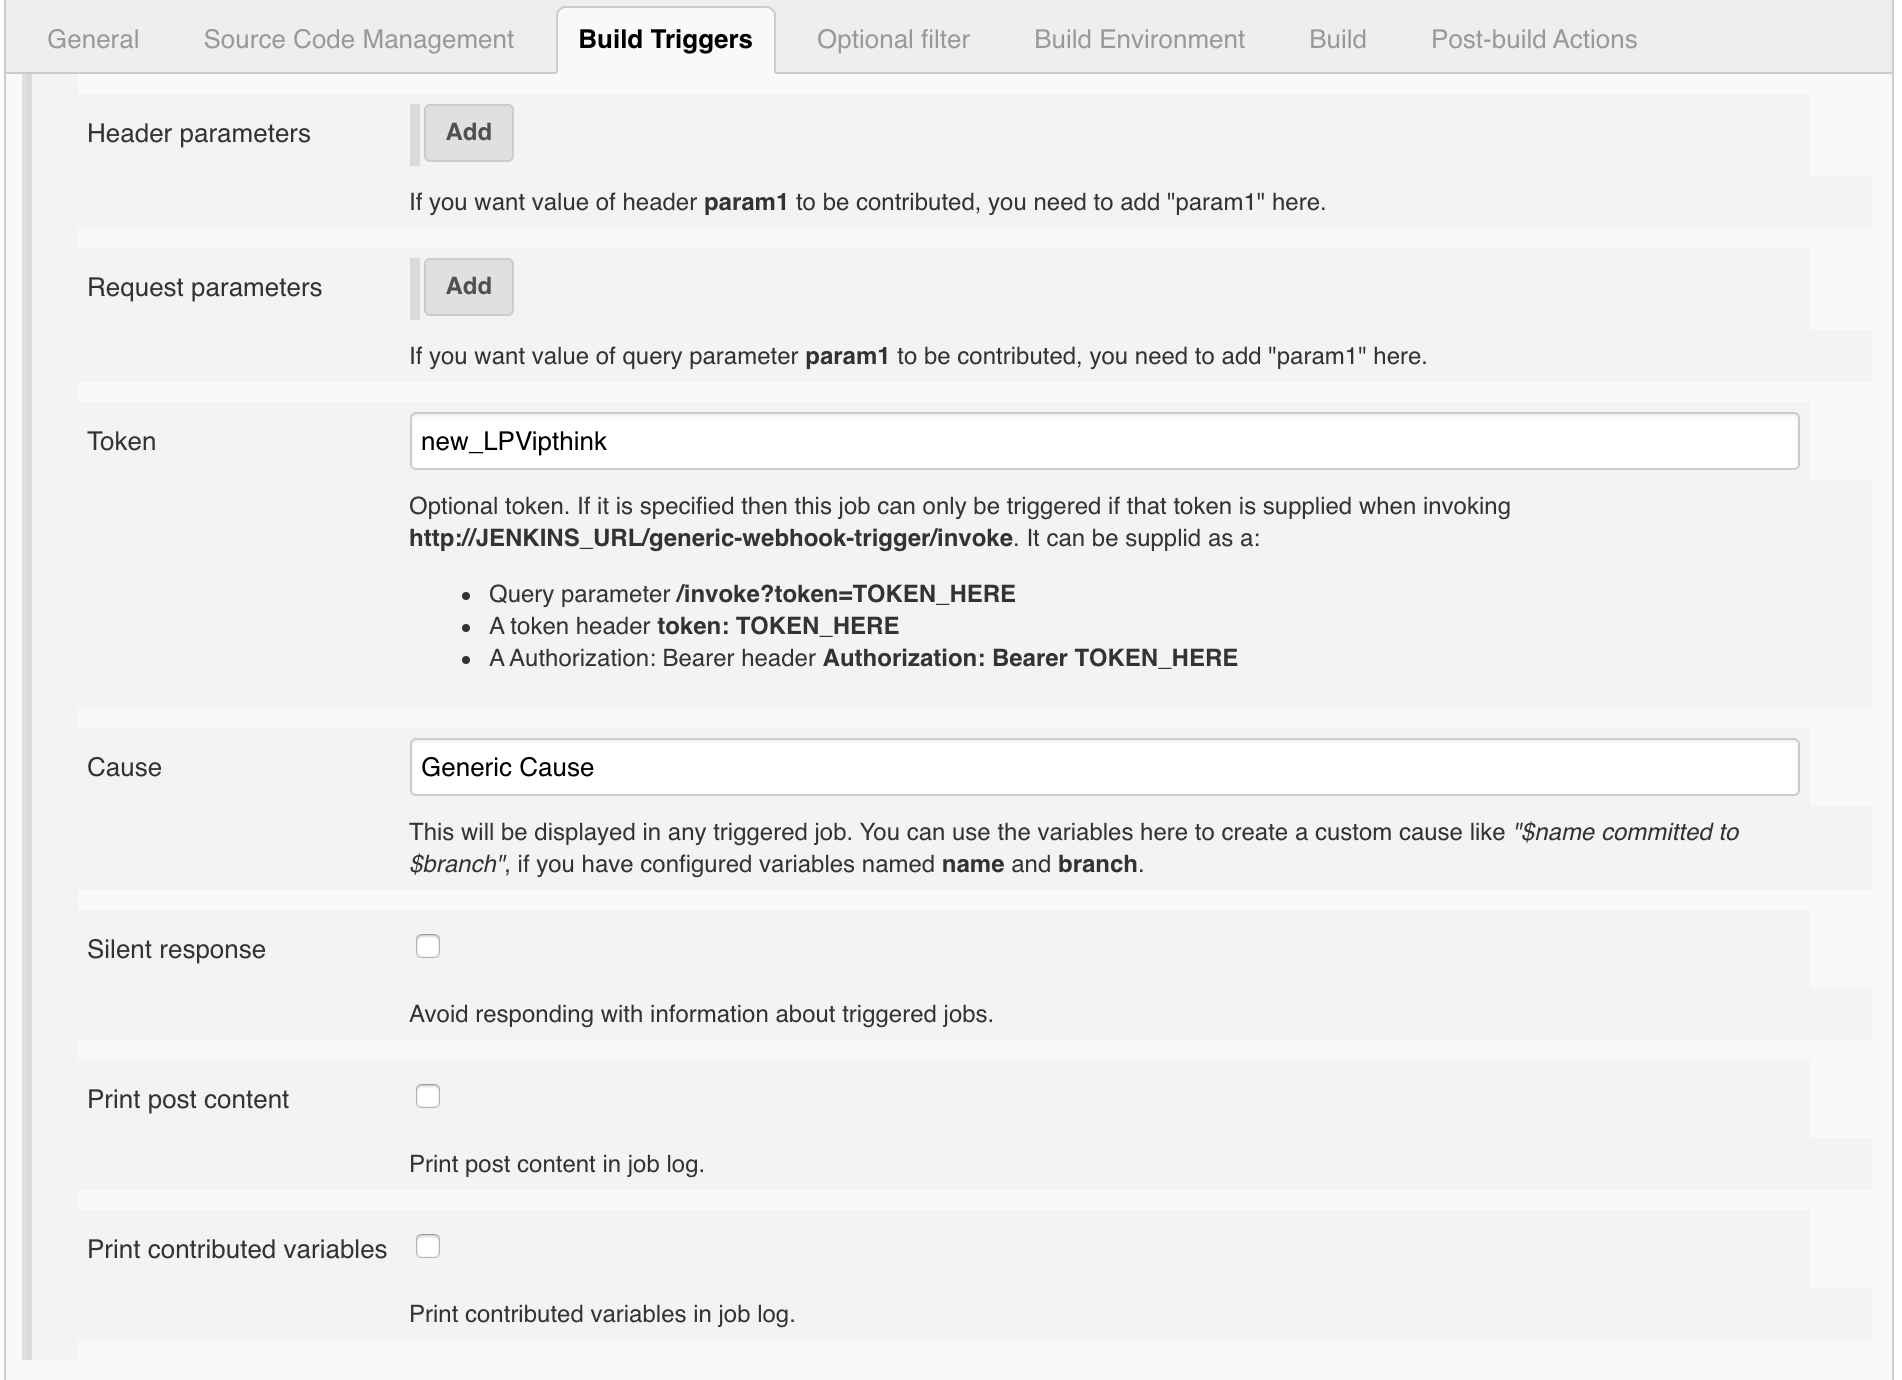 General Source Code Management Build Triggers Optional filter Build Environment Build Post-build Actions
Header parameters Add
If you want value of header param1 to be contributed, you need to add "param1" here.
Request parameters Add
If you want value of query parameter param1 to be contributed, you need to add "param1" here.
Token new_LPVipthink
Optional token. If it is specified then this job can only be triggered if that token is supplied when invoking
http://JENKINS_URL/generic-webhook-trigger/invoke. It can be supplid as a:
• Query parameter /invoke?token=TOKEN_HERE
• A token header token: TOKEN_HERE
• A Authorization: Bearer header Authorization: Bearer TOKEN_HERE
Cause Generic Cause
This will be displayed in any triggered job. You can use the variables here to create a custom cause like "$name committed to
$branch", if you have configured variables named name and branch.
Silent response
Avoid responding with information about triggered jobs.
Print post content
Print post content in job log.
Print contributed variables
Print contributed variables in job log.